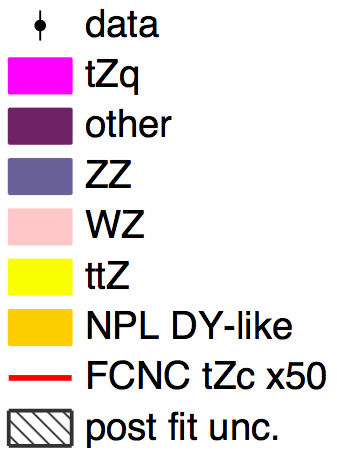 data
tZq
other
ZZ
WZ
ttZ
NPL DY-like
FCNC tZc x50
post fit unc.